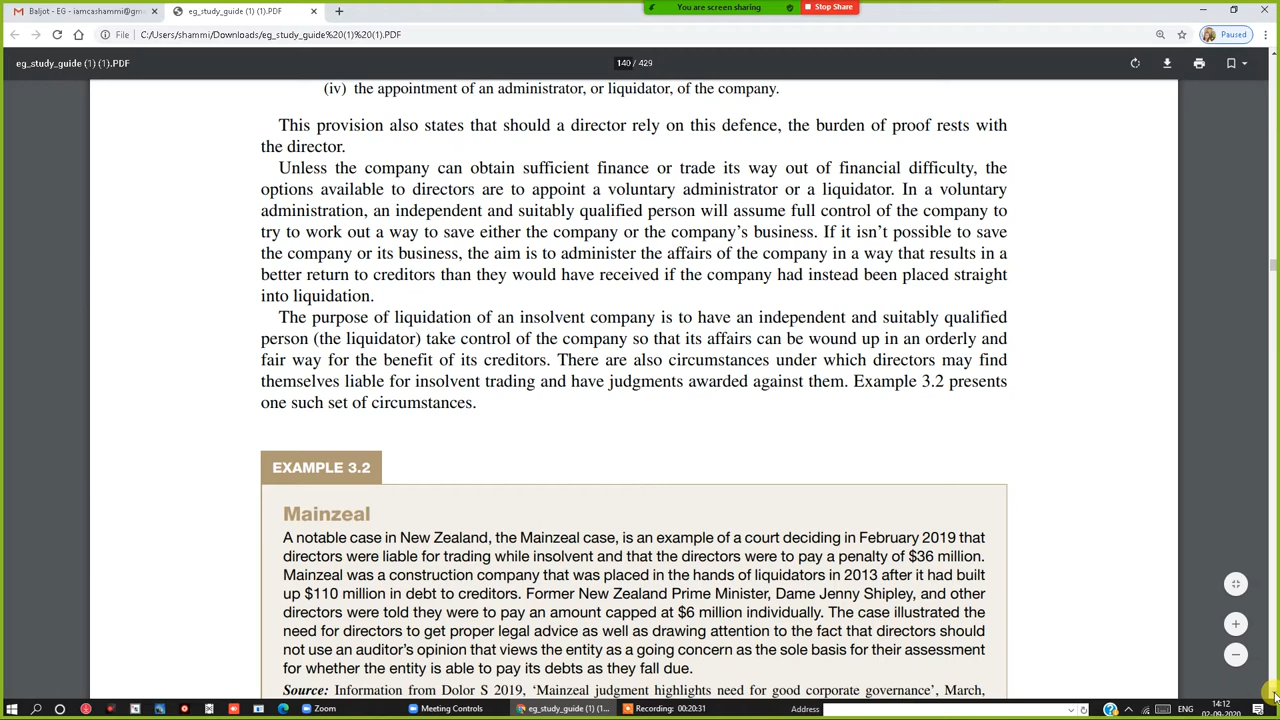 Baljot - EG - iamcashammi@gm
eg_study_guide (1) (1).PDF
You are screen sharing
Stop Share
File
C:/Users/shammi/Downloads/eg_study_guide%20(1)%20(1).PDF
Paused
eg_study_guide (1) (1).PDF
140 / 429
(iv) the appointment of an administrator, or liquidator, of the company.
This provision also states that should a director rely on this defence, the burden of proof rests with
the director.
Unless the company can obtain sufficient finance or trade its way out of financial difficulty, the
options available to directors are to appoint a voluntary administrator or a liquidator. In a voluntary
administration, an independent and suitably qualified person will assume full control of the company to
try to work out a way to save either the company or the company's business. If it isn't possible to save
the company or its business, the aim is to administer the affairs of the company in a way that results in a
better return to creditors than they would have received if the company had instead been placed straight
into liquidation.
The purpose of liquidation of an insolvent company is to have an independent and suitably qualified
person (the liquidator) take control of the company so that its affairs can be wound up in an orderly and
fair way for the benefit of its creditors. There are also circumstances under which directors may find
themselves liable for insolvent trading and have judgments awarded against them. Example 3.2 presents
one such set of circumstances.
EXAMPLE 3.2
Mainzeal
A notable case in New Zealand, the Mainzeal case, is an example of a court deciding in February 2019 that
directors were liable for trading while insolvent and that the directors were to pay a penalty of $36 million.
Mainzeal was a construction company that was placed in the hands of liquidators in 2013 after it had built
up $110 million in debt to creditors. Former New Zealand Prime Minister, Dame Jenny Shipley, and other
directors were told they were to pay an amount capped at $6 million individually. The case illustrated the
need for directors to get proper legal advice as well as drawing attention to the fact that directors should
not use an auditor's opinion that views the entity as a going concern as the sole basis for their assessment
for whether the entity is able to pay its debts as they fall due.
Source: Information from Dolor S 2019, 'Mainzeal judgment highlights need for good corporate governance', March,
Zoom
Meeting Controls
eg_study_guide (1) (1...
Recording: 00:20:31
Address
ENG
14:12
02-09-2020